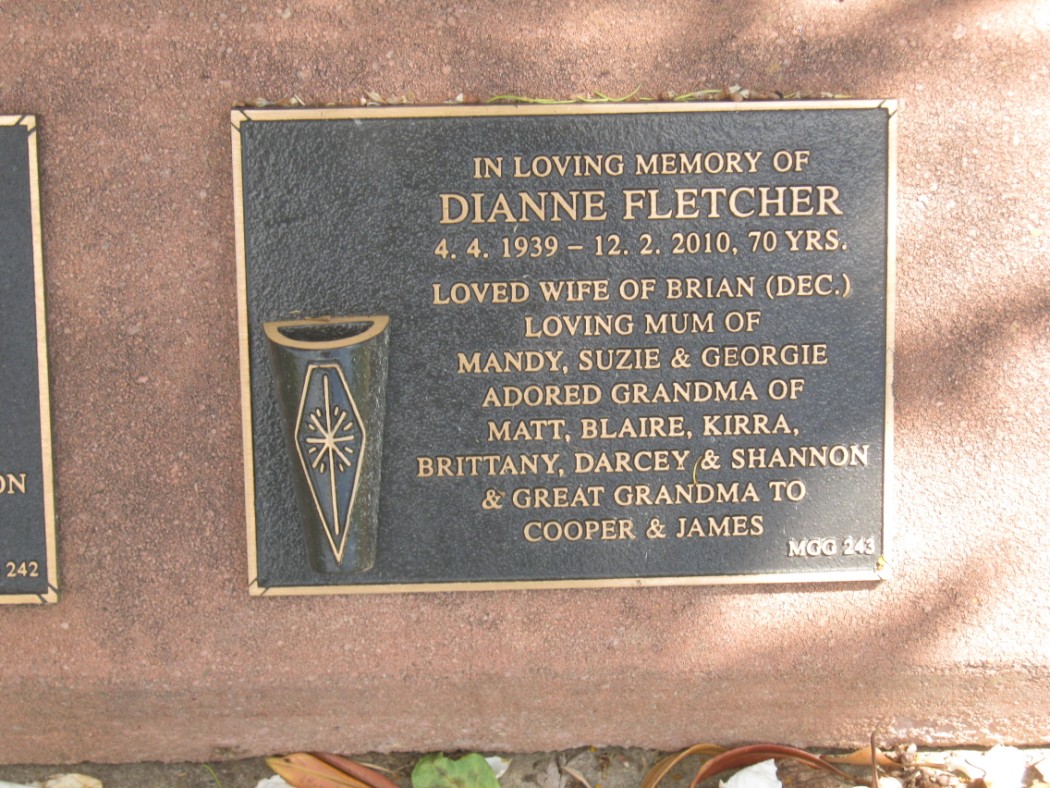 IN LOVING MEMORY OF
DIANNE FLETCHER
4. 4. 1939 – 12. 2. 2010, 70 YRS.
LOVED WIFE OF BRIAN (DEC.)
LOVING MUM OF
MANDY, SUZIE & GEORGIE
ADORED GRANDMA OF
MATT, BLAIRE, KIRRA,
BRITTANY, DARCEY & SHANNON
& GREAT GRANDMA TO
COOPER & JAMES
MGG 243
242